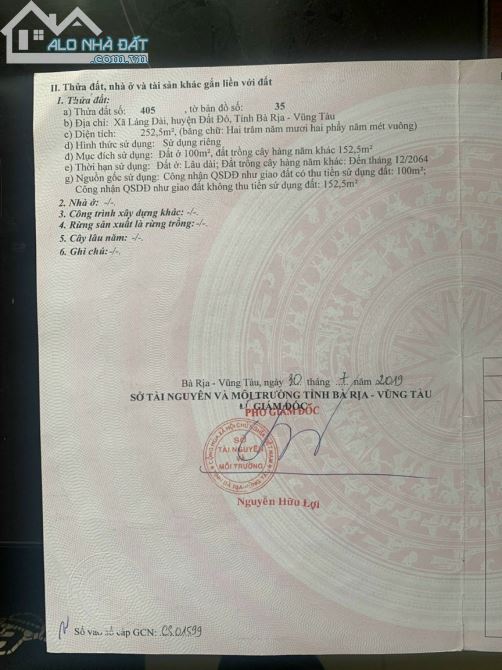 ALO NHÀ ĐẤT
alonhadat.com.vn
II. Thửa đất, nhà ở và tài sản khác gắn liền với đất
1. Thửa đất:
a) Thửa đất số: 405 , tờ bản đồ số: 35
b) Địa chỉ: Xã Láng Dài, huyện Đất Đỏ, Tỉnh Bà Rịa - Vũng Tàu
c) Diện tích: 252,5m², (bằng chữ: Hai trăm năm mươi hai phẩy năm mét vuông)
d) Hình thức sử dụng: Sử dụng riêng
đ) Mục đích sử dụng: Đất ở 100m², đất trồng cây hàng năm khác 152,5m²
e) Thời hạn sử dụng: Đất ở: Lâu dài; Đất trồng cây hàng năm khác: Đến tháng 12/2064
g) Nguồn gốc sử dụng: Công nhận QSDĐ như giao đất có thu tiền sử dụng đất: 100m²;
Công nhận QSDĐ như giao đất không thu tiền sử dụng đất: 152,5m²
2. Nhà ở: -/-.
3. Công trình xây dựng khác: -/-.
4. Rừng sản xuất là rừng trồng: -/-.
5. Cây lâu năm: -/-.
6. Ghi chú: -/-.
Bà Rịa - Vũng Tàu, ngày 30 tháng 7 năm 2019
SỞ TÀI NGUYÊN VÀ MÔI TRƯỜNG TỈNH BÀ RỊA - VŨNG TÀU
GIÁM ĐỐC
PHÓ GIÁM ĐỐC
SỞ
TÀI NGUYÊN
VÀ
MÔI TRƯỜNG
Nguyễn Hữu Lợi
Số vào sổ cấp GCN: CS 01599